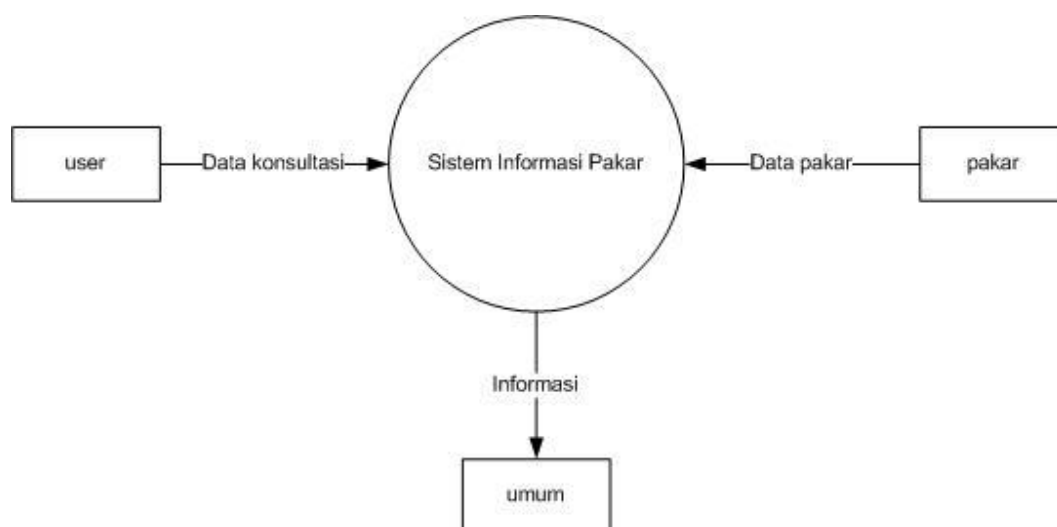 user
Data konsultasi
Sistem Informasi Pakar
Data pakar
pakar
Informasi
umum